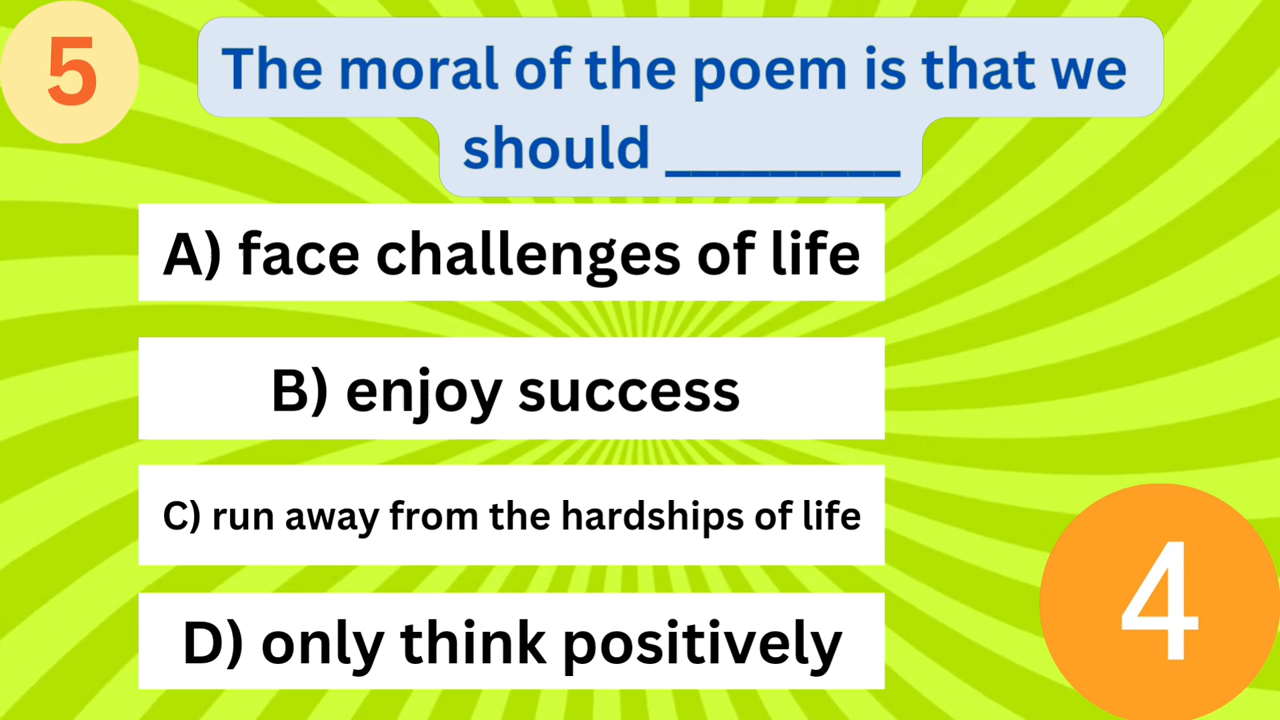 5
The moral of the poem is that we
should _________
A) face challenges of life
B) enjoy success
C) run away from the hardships of life
D) only think positively
4